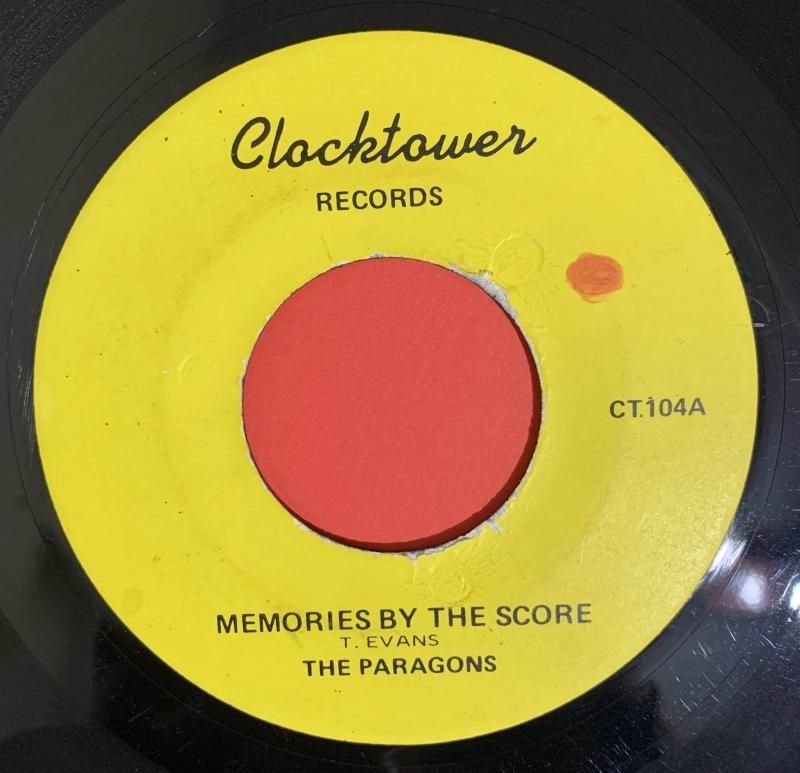 Clocktower
RECORDS
CT.104A
MEMORIES BY THE SCORE
T. EVANS
THE PARAGONS